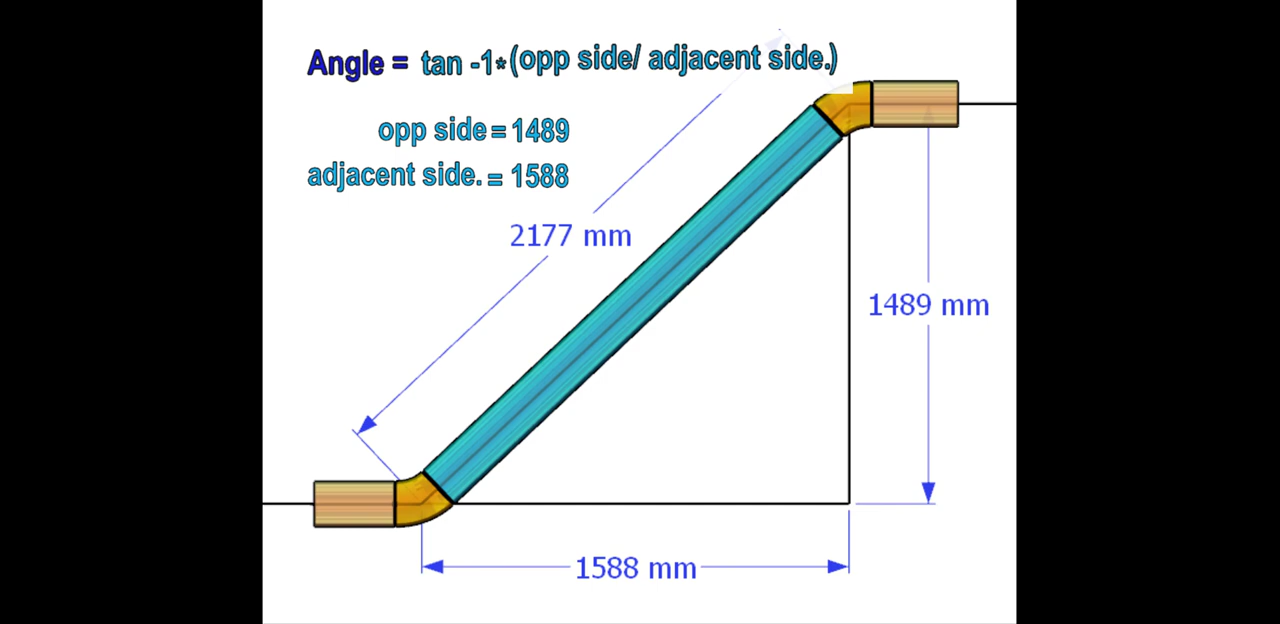 Angle = tan -1*(opp side/ adjacent side.)
opp side = 1489
adjacent side. = 1588
2177 mm
1489 mm
1588 mm